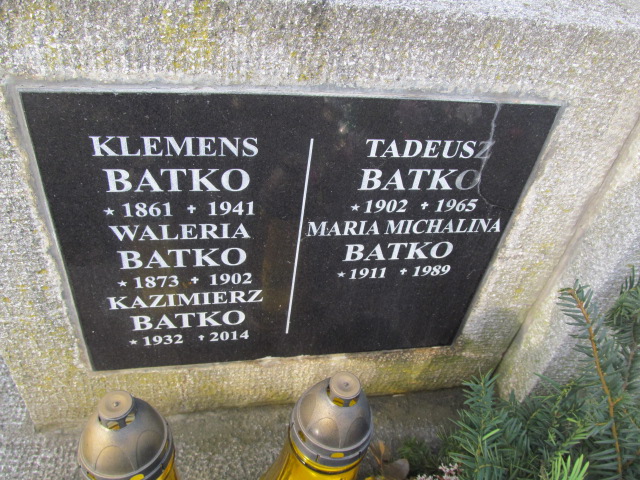 KLEMENS
BATKO
* 1861 + 1941
WALERIA
BATKO
* 1873 + 1902
KAZIMIERZ
BATKO
* 1932 + 2014
TADEUSZ
BATKO
* 1902 + 1965
MARIA MICHALINA
BATKO
* 1911 + 1989